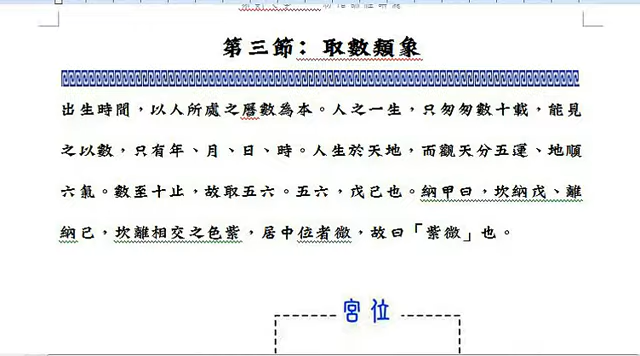 第三節：取數類象
出生時間，以人所處之曆數為本。人之一生，只匆匆數十載，能見
之以數，只有年、月、日、時。人生於天地，而觀天分五運、地順
六氣。數至十止，故取五六。五六，戊己也。納甲曰，坎納戊、離
納己，坎離相交之色紫，居中位者微，故曰「紫微」也。
宮位